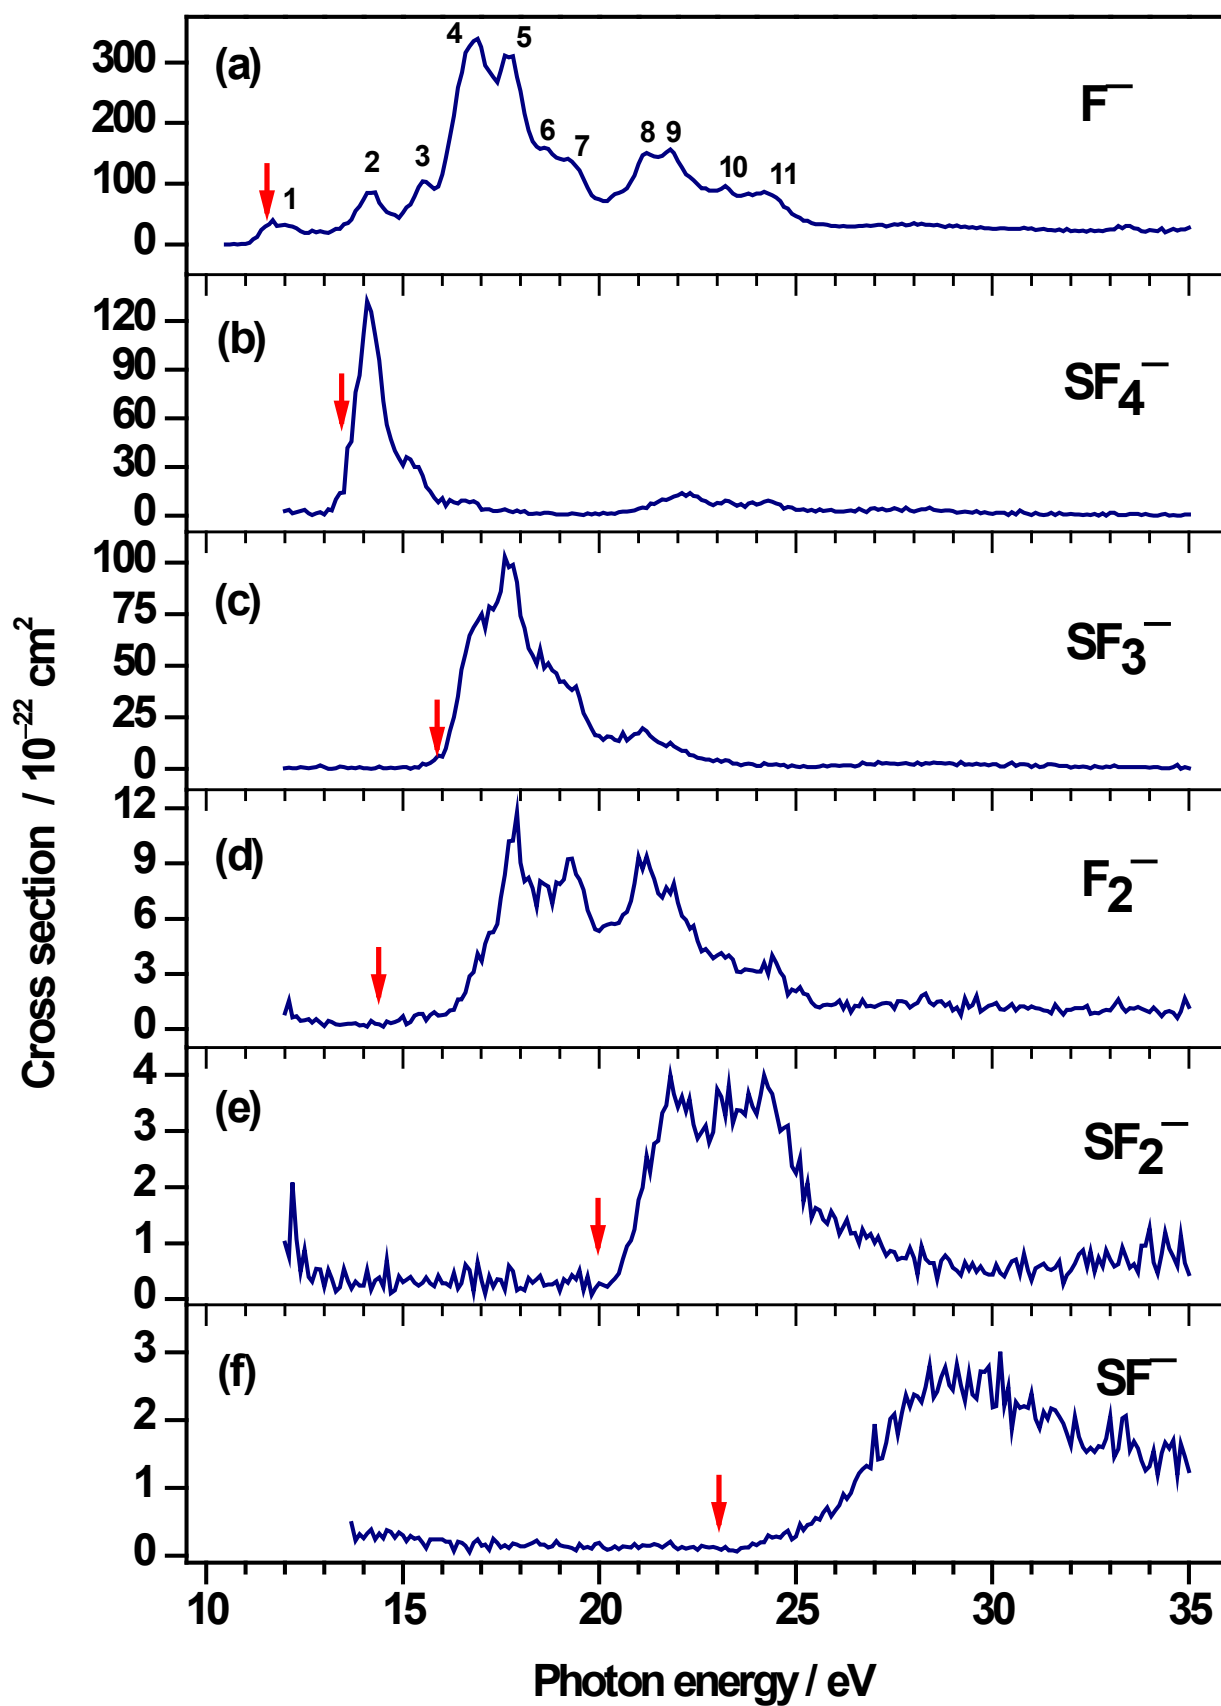 (a)
F⁻
300
200
100
0
1
2
3
4
5
6
7
8
9
10
11
(b)
SF₄⁻
120
90
60
30
0
(c)
SF₃⁻
100
75
50
25
0
(d)
F₂⁻
12
9
6
3
0
(e)
SF₂⁻
4
3
2
1
0
(f)
SF⁻
3
2
1
0
10 15 20 25 30 35
Photon energy / eV
Cross section / 10⁻²² cm²